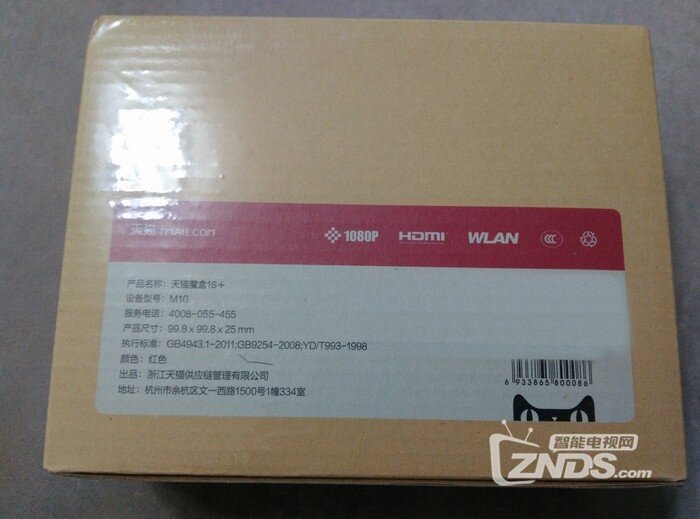 天猫 TMALL.COM
1080P HDMI WLAN CCC
产品名称：天猫魔盒1s+
设备型号：M10
服务电话：4008-055-455
产品尺寸：99.8 x 99.8 x 25 mm
执行标准：GB4943.1-2011;GB9254-2008;YD/T993-1998
颜色：红色
出品：浙江天猫供应链管理有限公司
地址：杭州市余杭区文一西路1500号1幢334室
6 933865 800086
智能电视网
ZNDS.com